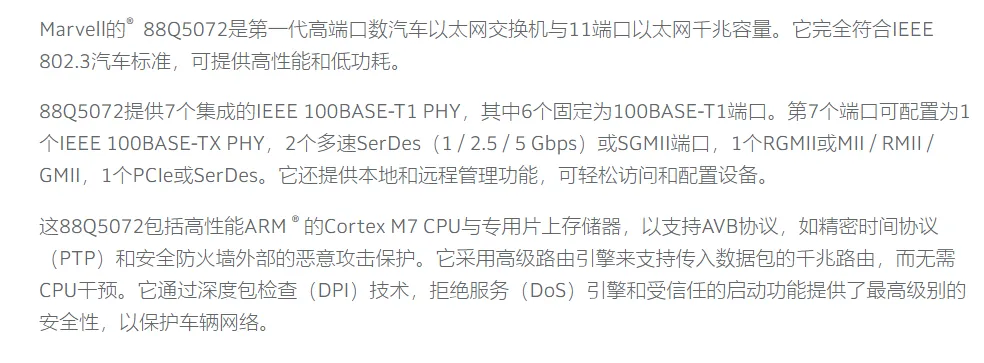 Marvell的® 88Q5072是第一代高端口数汽车以太网交换机与11端口以太网千兆容量。它完全符合IEEE
802.3汽车标准，可提供高性能和低功耗。
88Q5072提供7个集成的IEEE 100BASE-T1 PHY，其中6个固定为100BASE-T1端口。第7个端口可配置为1
个IEEE 100BASE-TX PHY，2个多速SerDes（1 / 2.5 / 5 Gbps）或SGMII端口，1个RGMII或MII / RMII /
GMII，1个PCIe或SerDes。它还提供本地和远程管理功能，可轻松访问和配置设备。
这88Q5072包括高性能ARM ® 的Cortex M7 CPU与专用片上存储器，以支持AVB协议，如精密时间协议
（PTP）和安全防火墙外部的恶意攻击保护。它采用高级路由引擎来支持传入数据包的千兆路由，而无需
CPU干预。它通过深度包检查（DPI）技术，拒绝服务（DoS）引擎和受信任的启动功能提供了最高级别的
安全性，以保护车辆网络。